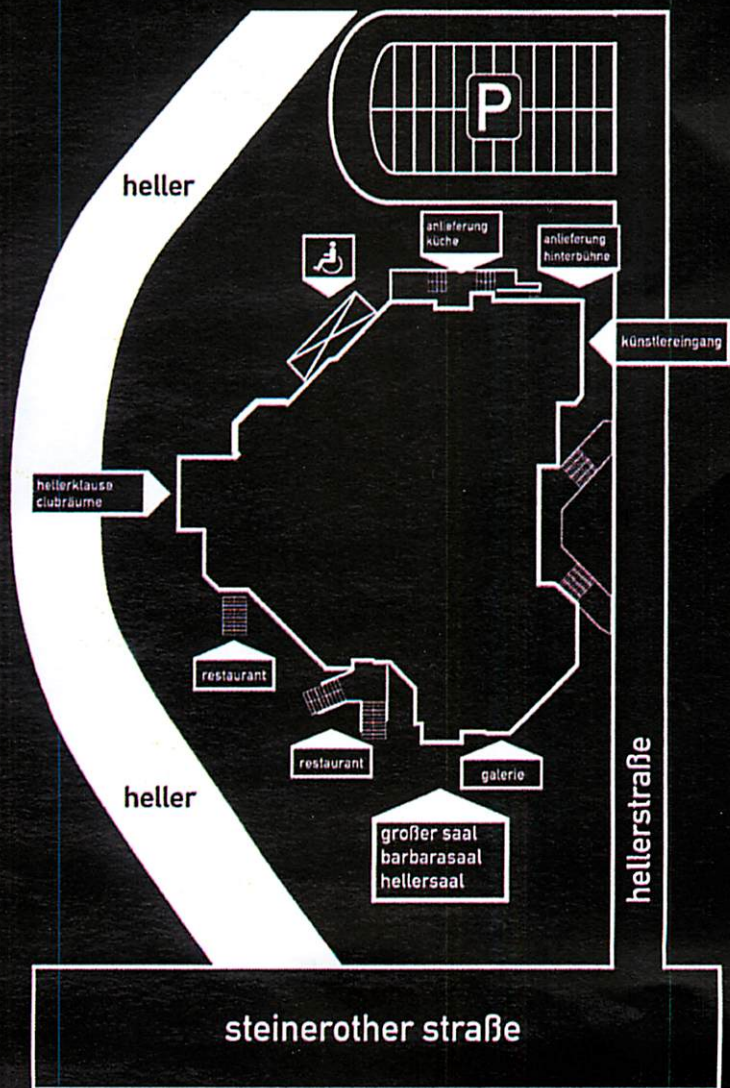 P
heller
anlieferung
küche
anlieferung
hinterbühne
künstlereingang
hellerklause
clubräume
restaurant
restaurant
galerie
heller
großer saal
barbarasaal
hellersaal
hellerstraße
steinerother straße